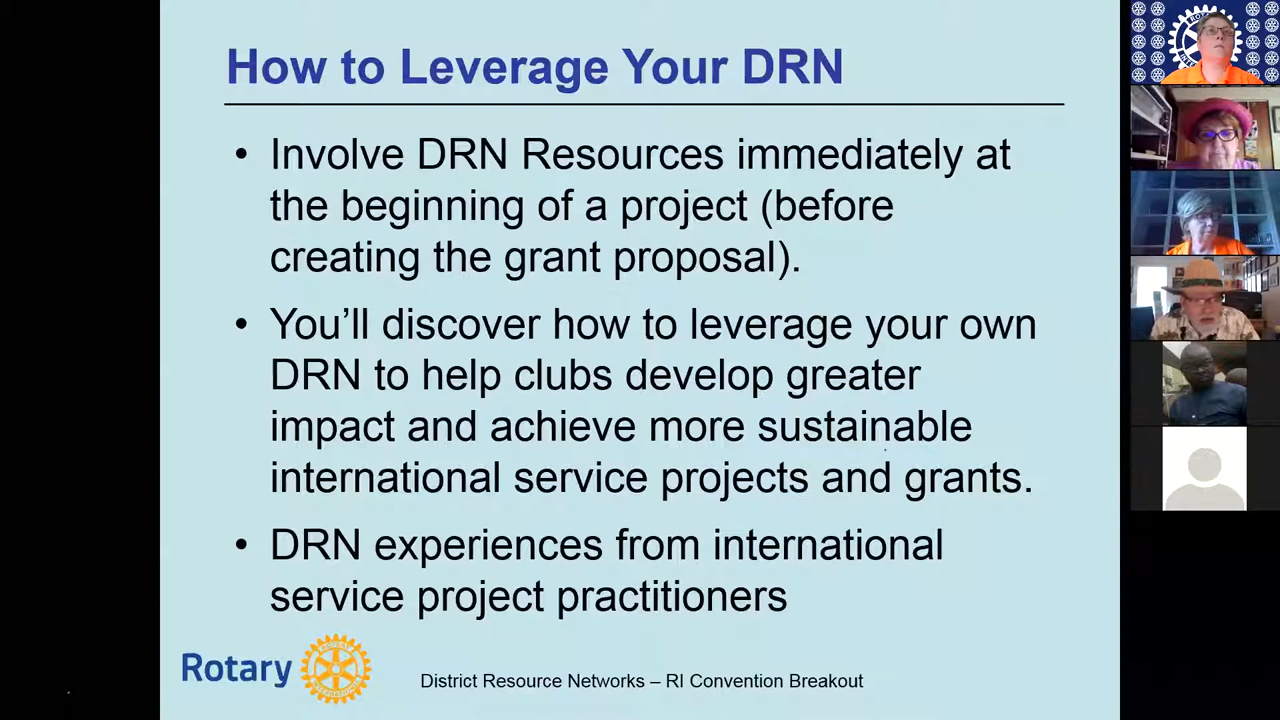 How to Leverage Your DRN
• Involve DRN Resources immediately at
the beginning of a project (before
creating the grant proposal).
• You’ll discover how to leverage your own
DRN to help clubs develop greater
impact and achieve more sustainable
international service projects and grants.
• DRN experiences from international
service project practitioners
Rotary
ROTARY
INTERNATIONAL
District Resource Networks – RI Convention Breakout